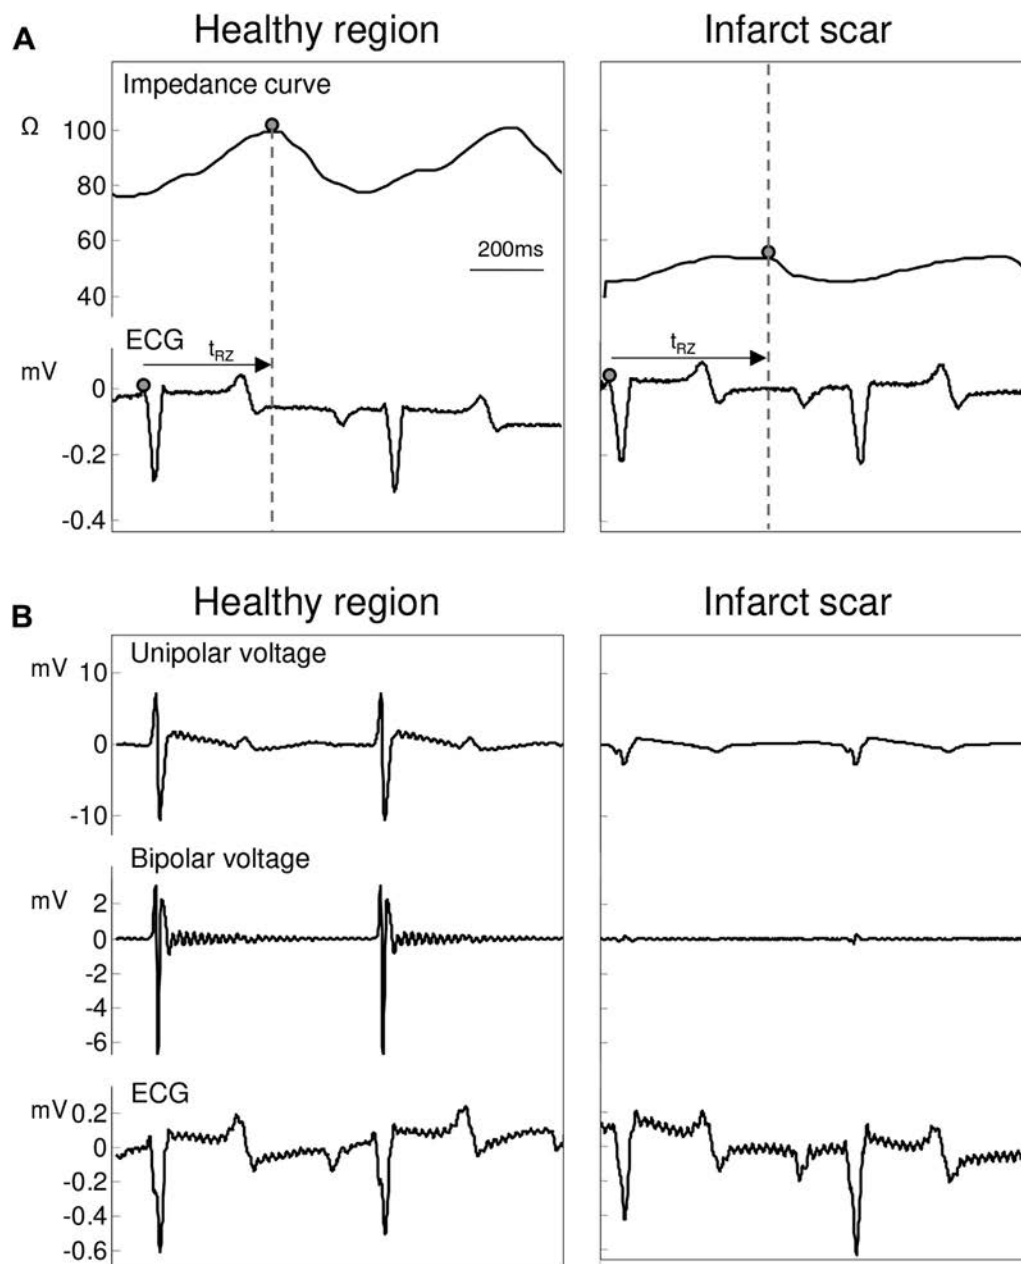 A
Healthy region
Infarct scar
Impedance curve
Ω
100
80
60
40
200ms
ECG
t_RZ
t_RZ
mV
0
-0.2
-0.4
B
Healthy region
Infarct scar
Unipolar voltage
mV
10
0
-10
Bipolar voltage
mV
2
0
-2
-4
-6
ECG
mV
0.2
0
-0.2
-0.4
-0.6